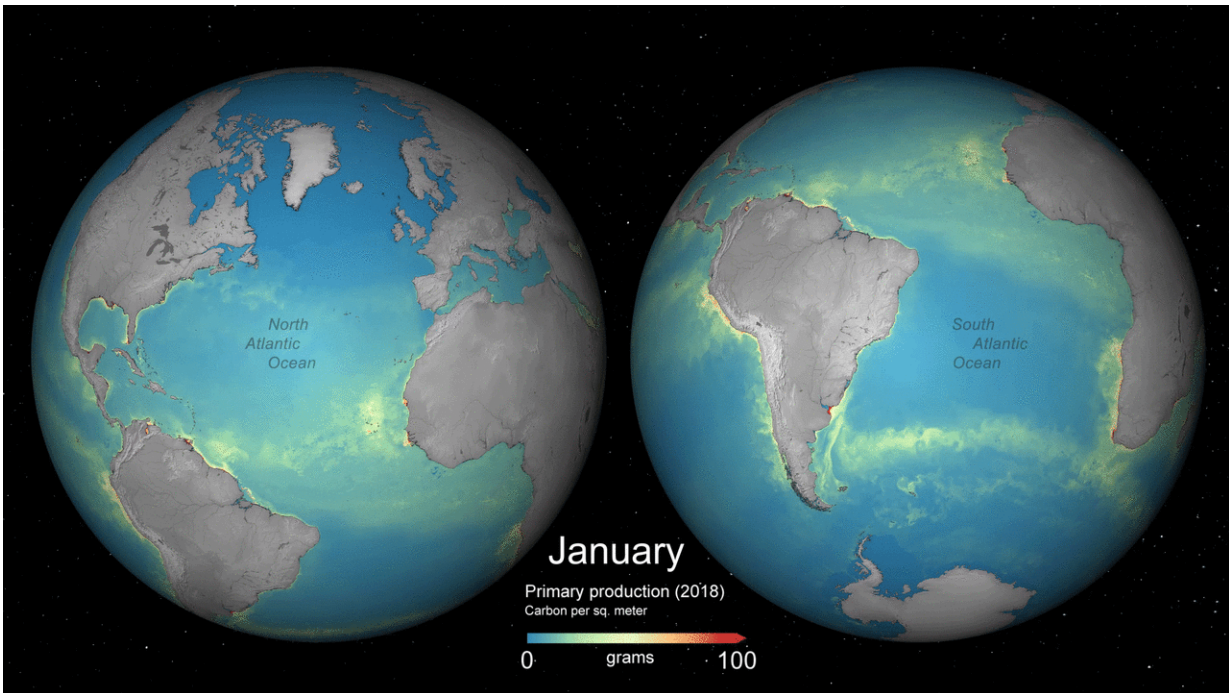 North
Atlantic
Ocean
South
Atlantic
Ocean
January
Primary production (2018)
Carbon per sq. meter
0 grams 100